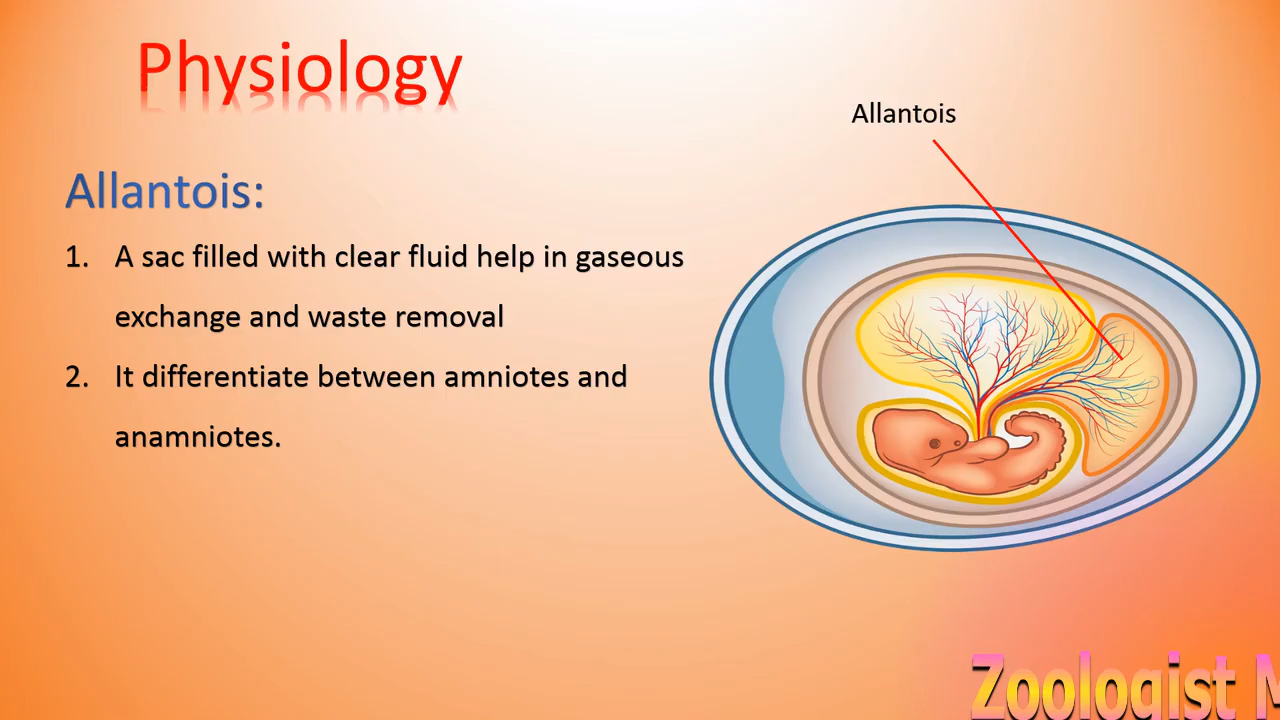 Physiology
Allantois
Allantois:
1. A sac filled with clear fluid help in gaseous
exchange and waste removal
2. It differentiate between amniotes and
anamniotes.
Zoologist